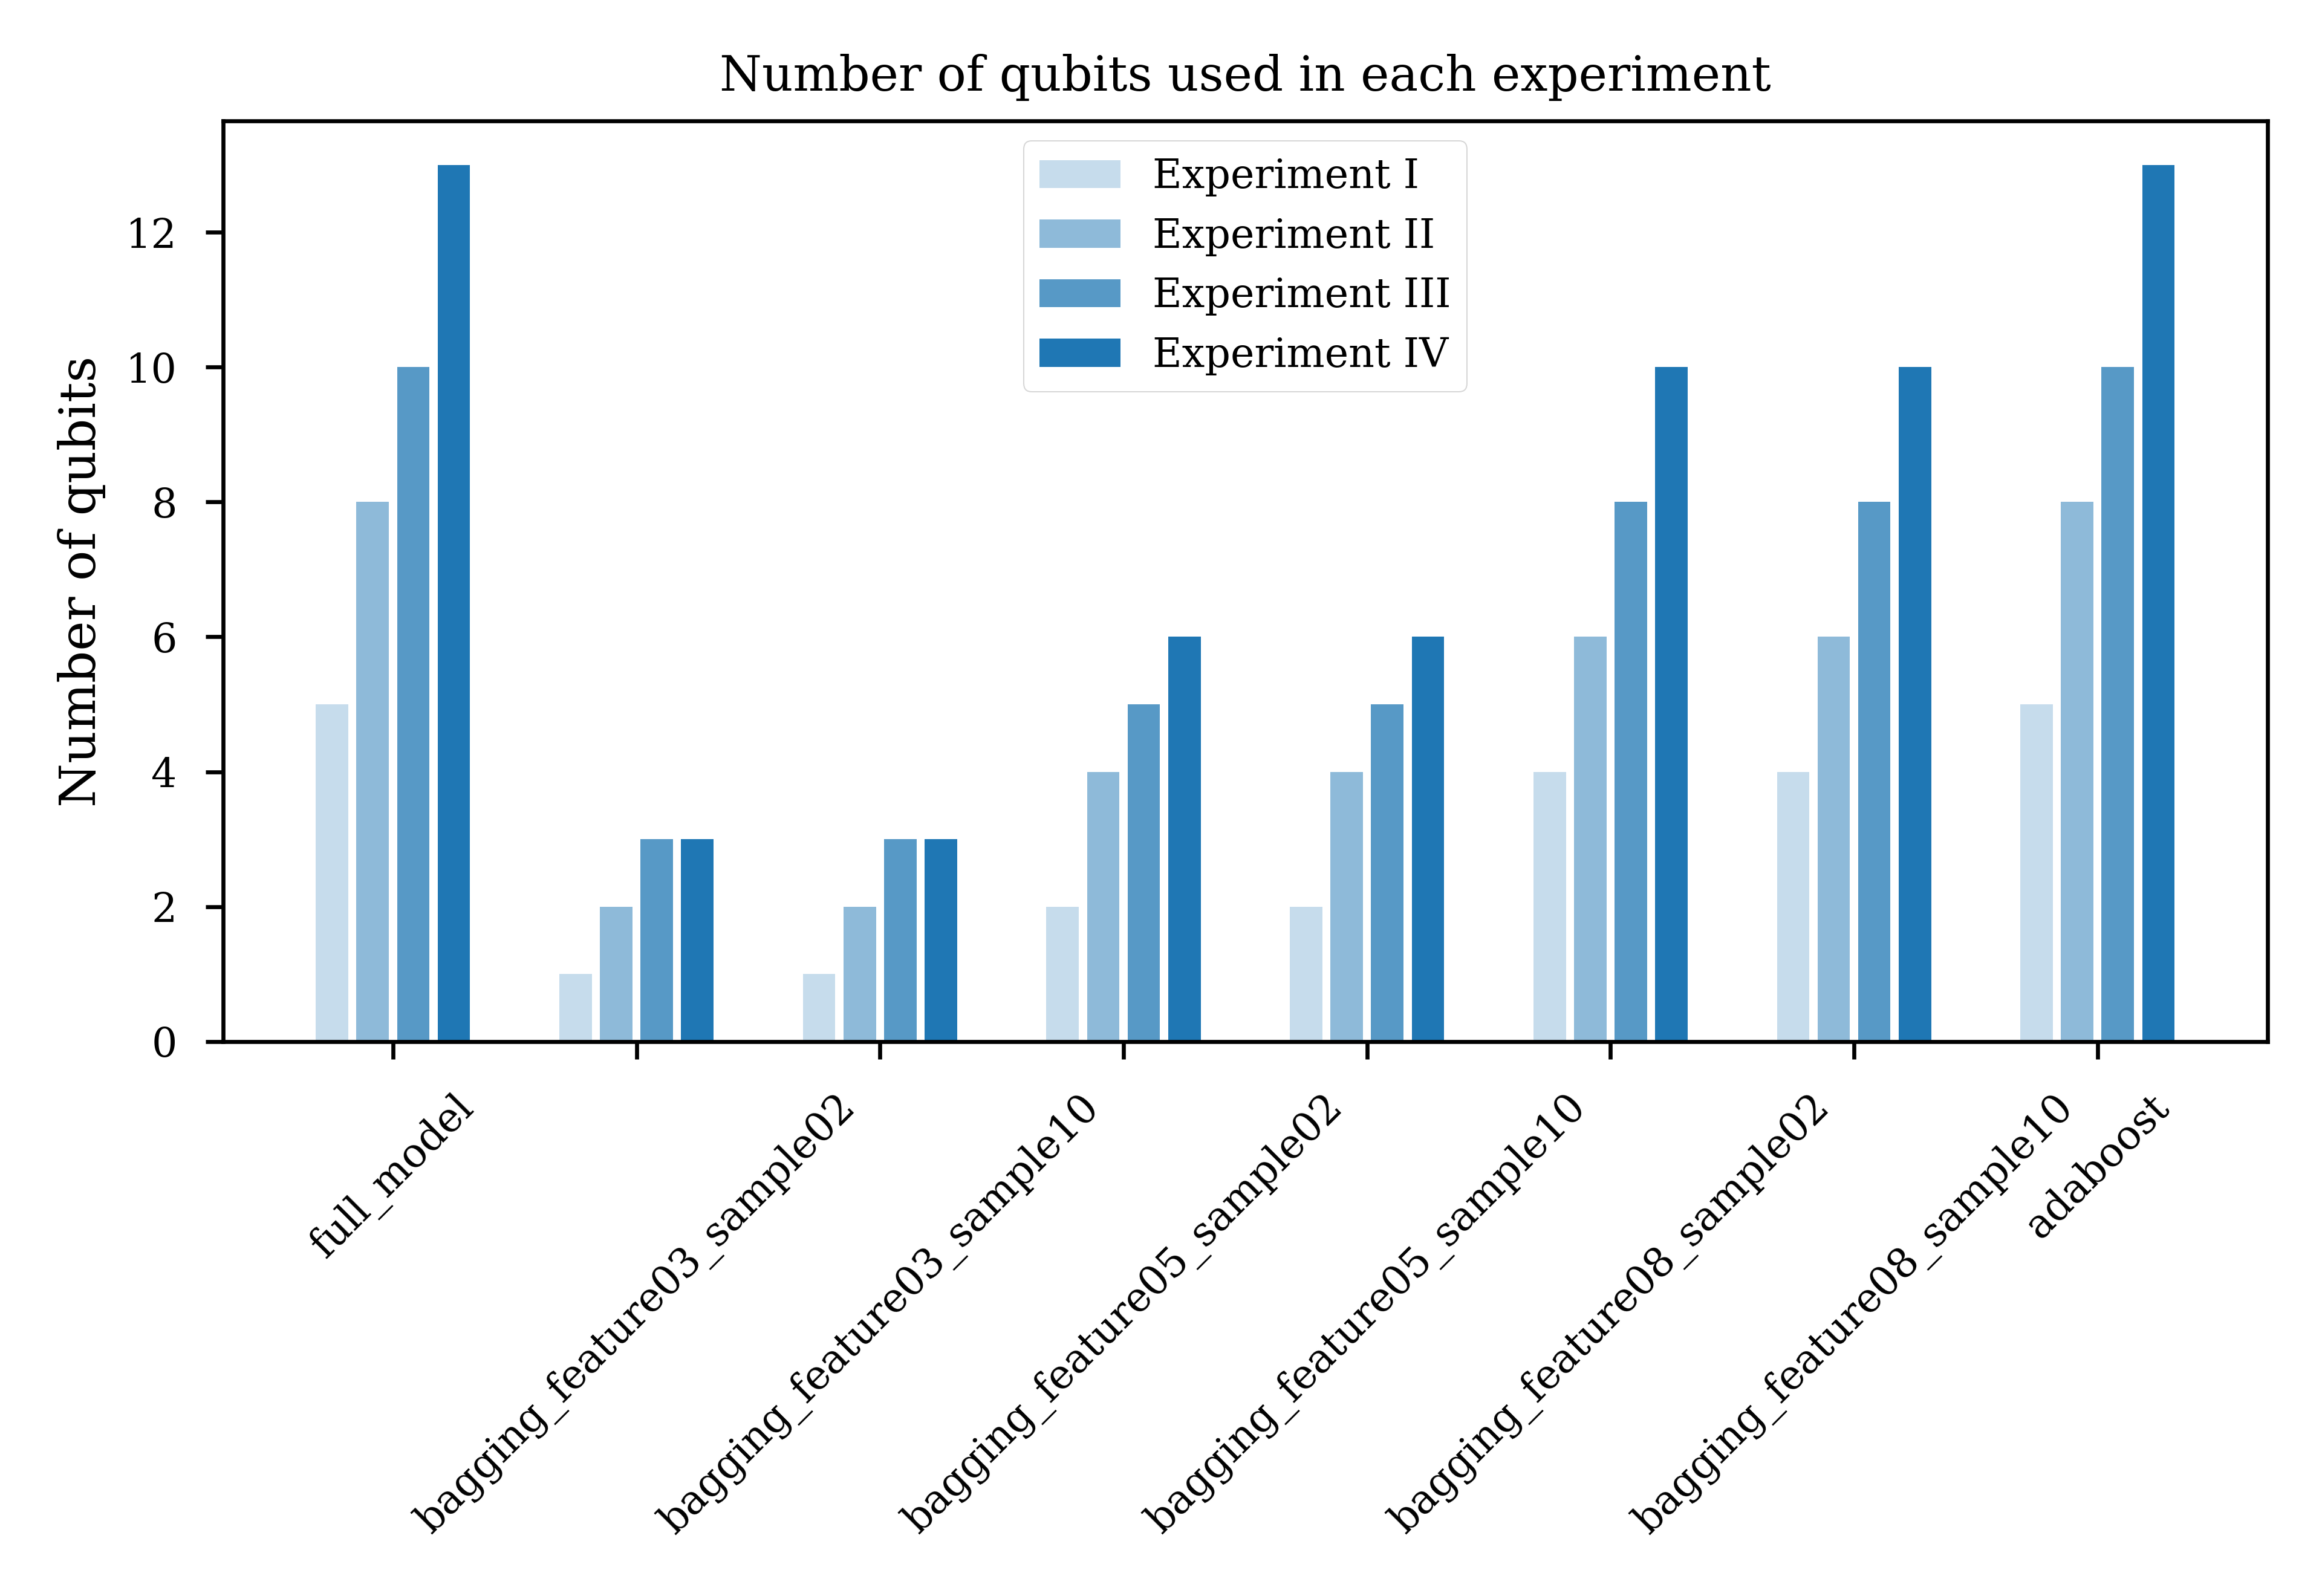 Number of qubits used in each experiment
Experiment I
Experiment II
Experiment III
Experiment IV
Number of qubits
12
10
8
6
4
2
0
full_model
bagging_feature03_sample02
bagging_feature03_sample10
bagging_feature05_sample02
bagging_feature05_sample10
bagging_feature08_sample02
bagging_feature08_sample10
adaboost